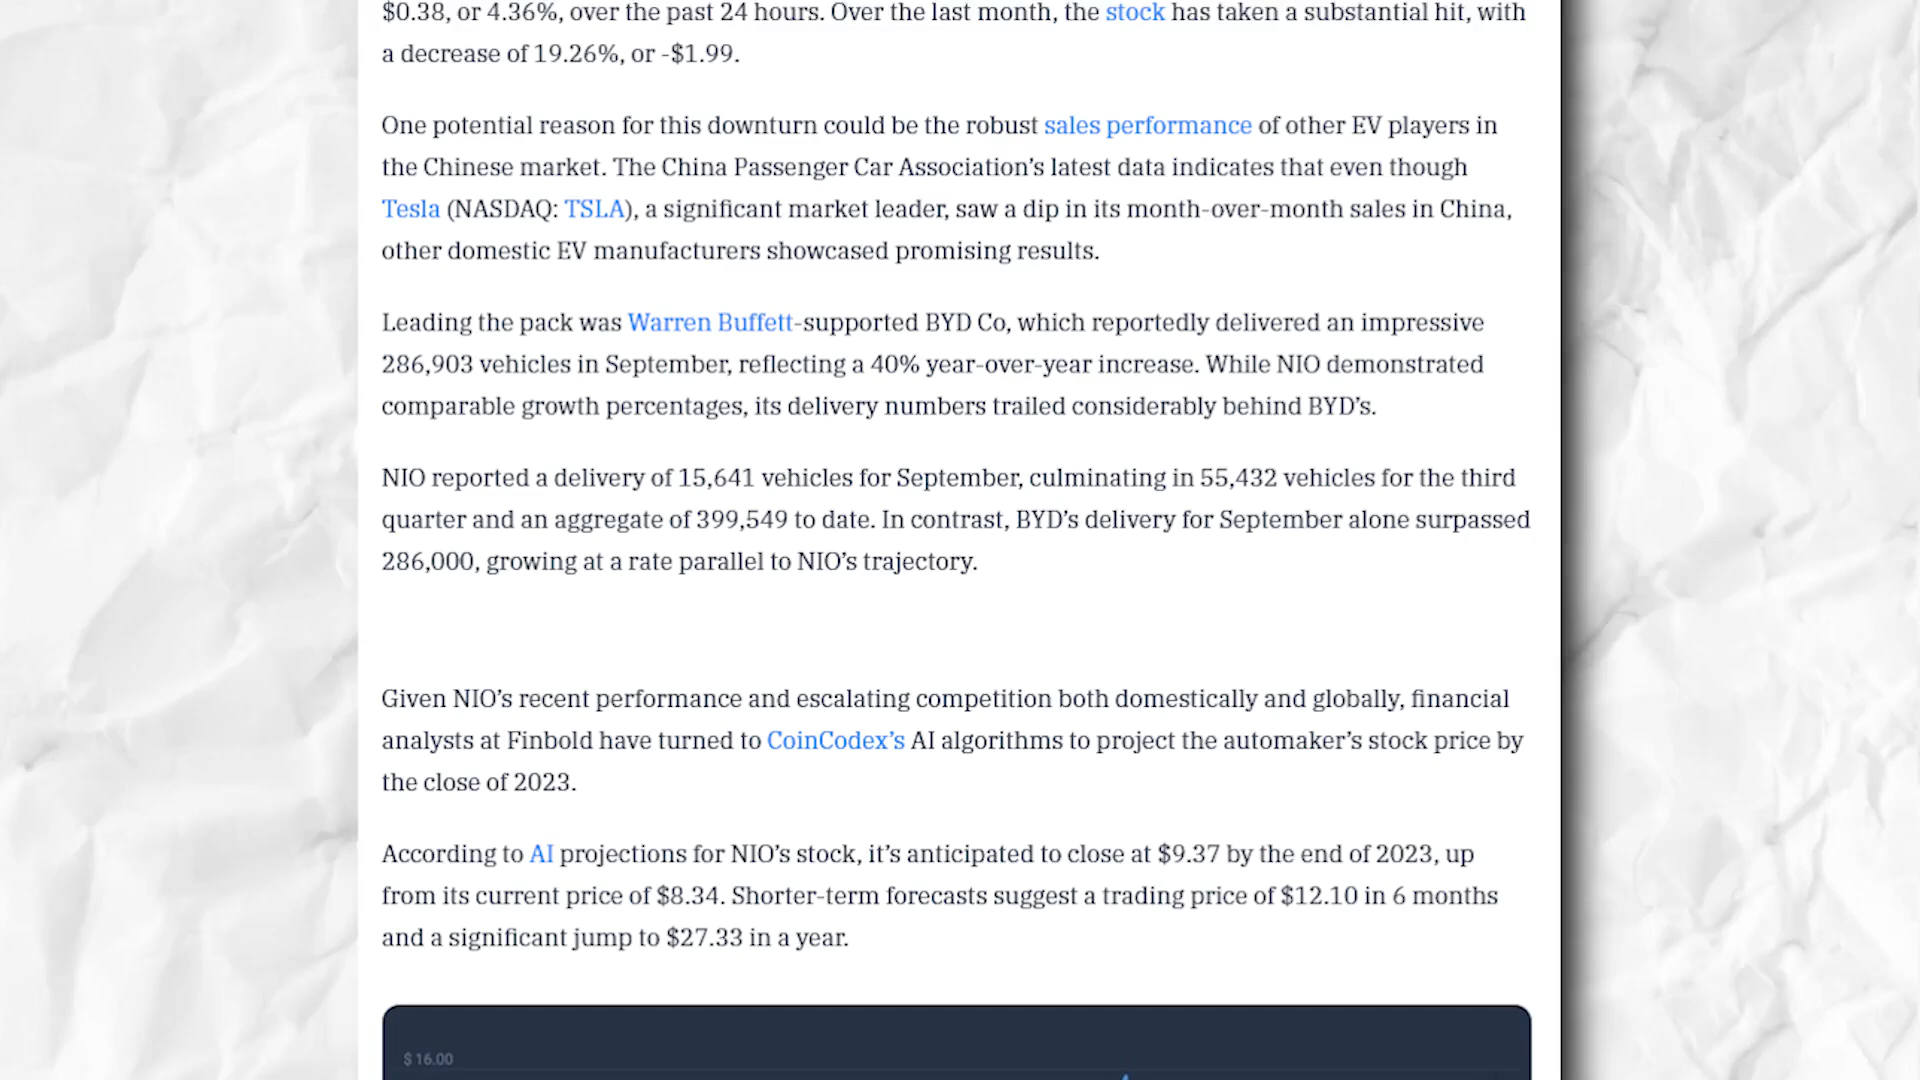 $0.38, or 4.36%, over the past 24 hours. Over the last month, the stock has taken a substantial hit, with
a decrease of 19.26%, or -$1.99.
One potential reason for this downturn could be the robust sales performance of other EV players in
the Chinese market. The China Passenger Car Association’s latest data indicates that even though
Tesla (NASDAQ: TSLA), a significant market leader, saw a dip in its month-over-month sales in China,
other domestic EV manufacturers showcased promising results.
Leading the pack was Warren Buffett-supported BYD Co, which reportedly delivered an impressive
286,903 vehicles in September, reflecting a 40% year-over-year increase. While NIO demonstrated
comparable growth percentages, its delivery numbers trailed considerably behind BYD’s.
NIO reported a delivery of 15,641 vehicles for September, culminating in 55,432 vehicles for the third
quarter and an aggregate of 399,549 to date. In contrast, BYD’s delivery for September alone surpassed
286,000, growing at a rate parallel to NIO’s trajectory.
Given NIO’s recent performance and escalating competition both domestically and globally, financial
analysts at Finbold have turned to CoinCodex’s AI algorithms to project the automaker’s stock price by
the close of 2023.
According to AI projections for NIO’s stock, it’s anticipated to close at $9.37 by the end of 2023, up
from its current price of $8.34. Shorter-term forecasts suggest a trading price of $12.10 in 6 months
and a significant jump to $27.33 in a year.
$ 16.00